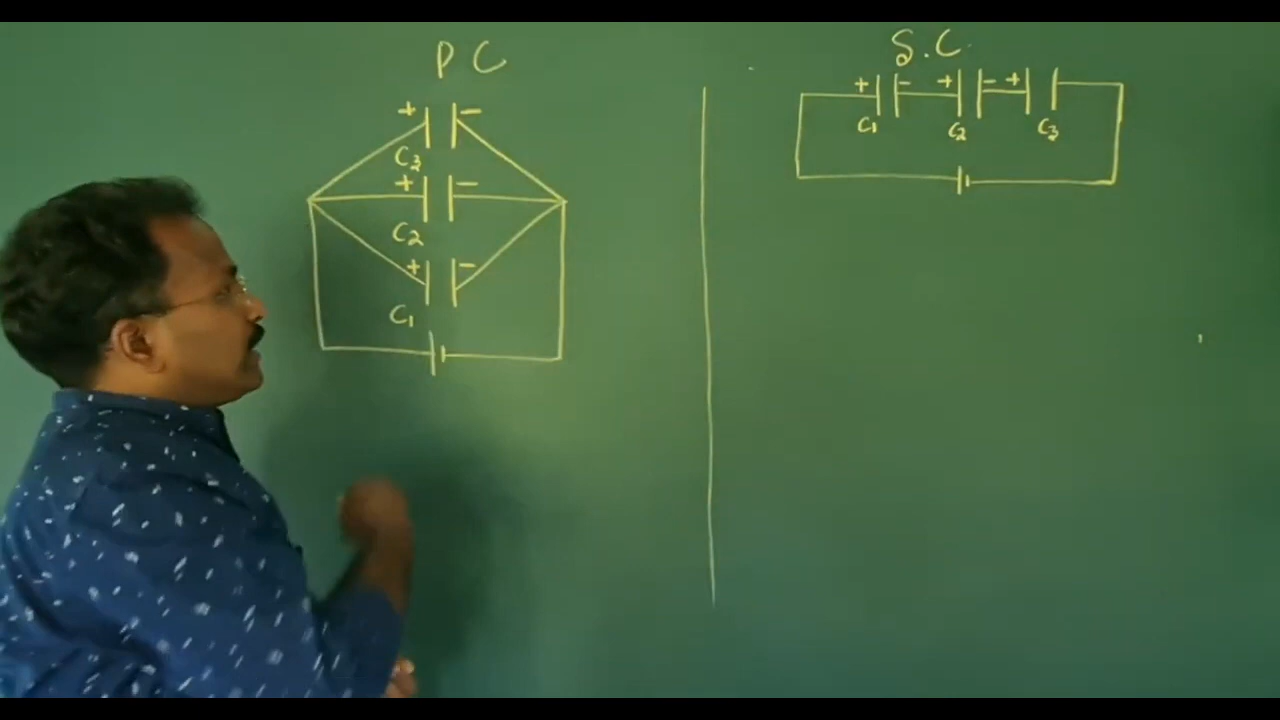 P C
+ -
C3
+ -
C2
+ -
C1
S.C.
+ - + - +
C1 C2 C3